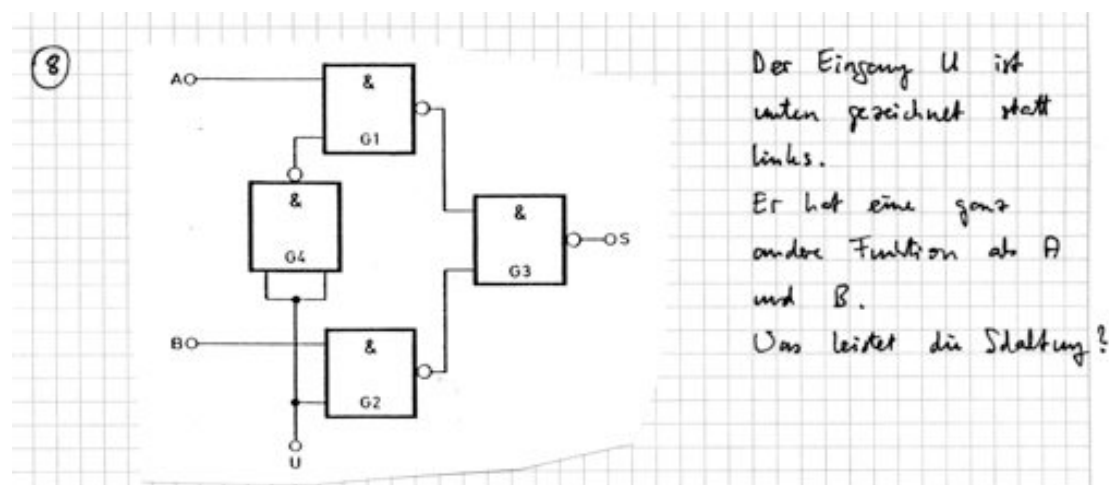 8
A
&
G1
&
G4
&
G3
S
B
&
G2
U
Der Eingang U ist
unten gezeichnet statt
links.
Er hat eine ganz
andere Funktion als A
und B.
Was leistet die Schaltung?